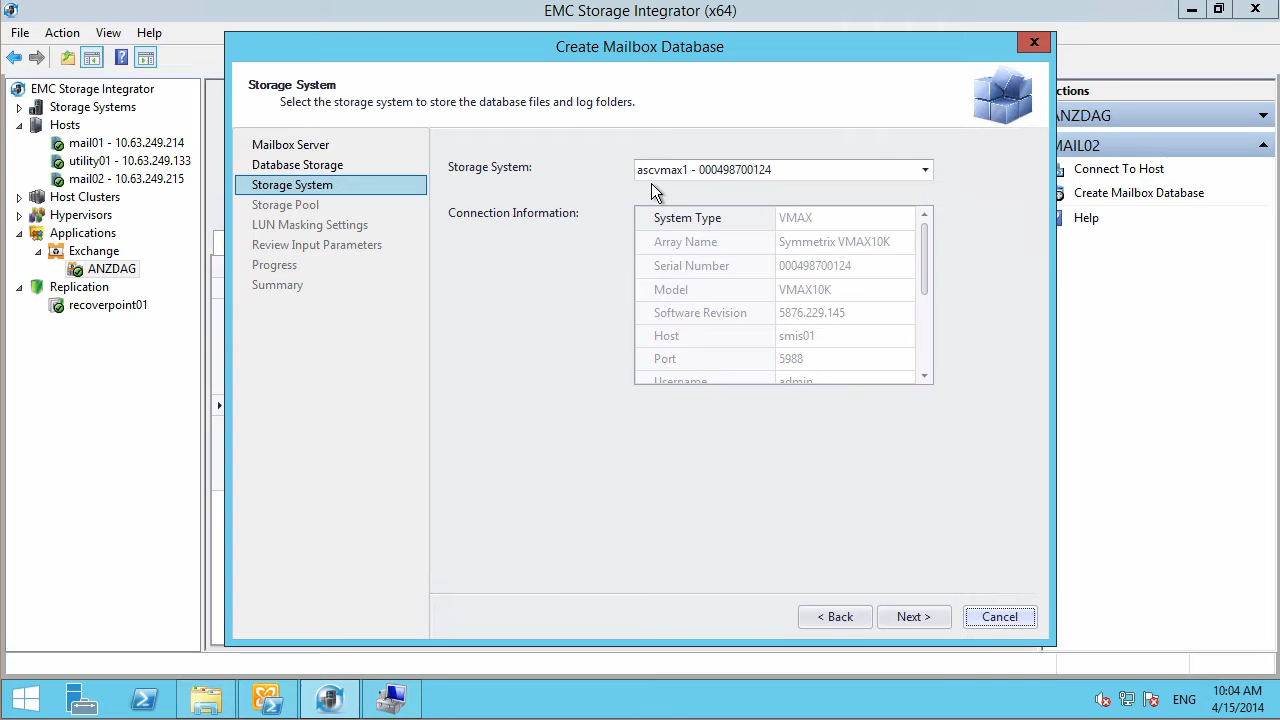 EMC Storage Integrator (x64)
File Action View Help
EMC Storage Integrator
Storage Systems
Hosts
mail01 - 10.63.249.214
utility01 - 10.63.249.133
mail02 - 10.63.249.215
Host Clusters
Hypervisors
Applications
Exchange
ANZDAG
Replication
recoverpoint01
Create Mailbox Database
Storage System
Select the storage system to store the database files and log folders.
Mailbox Server
Database Storage
Storage System
Storage Pool
LUN Masking Settings
Review Input Parameters
Progress
Summary
Storage System: ascvmax1 - 000498700124
Connection Information:
System Type VMAX
Array Name Symmetrix VMAX10K
Serial Number 000498700124
Model VMAX10K
Software Revision 5876.229.145
Host smis01
Port 5988
Username admin
< Back Next > Cancel
ctions
ANZDAG
MAIL02
Connect To Host
Create Mailbox Database
Help
ENG
10:04 AM
4/15/2014